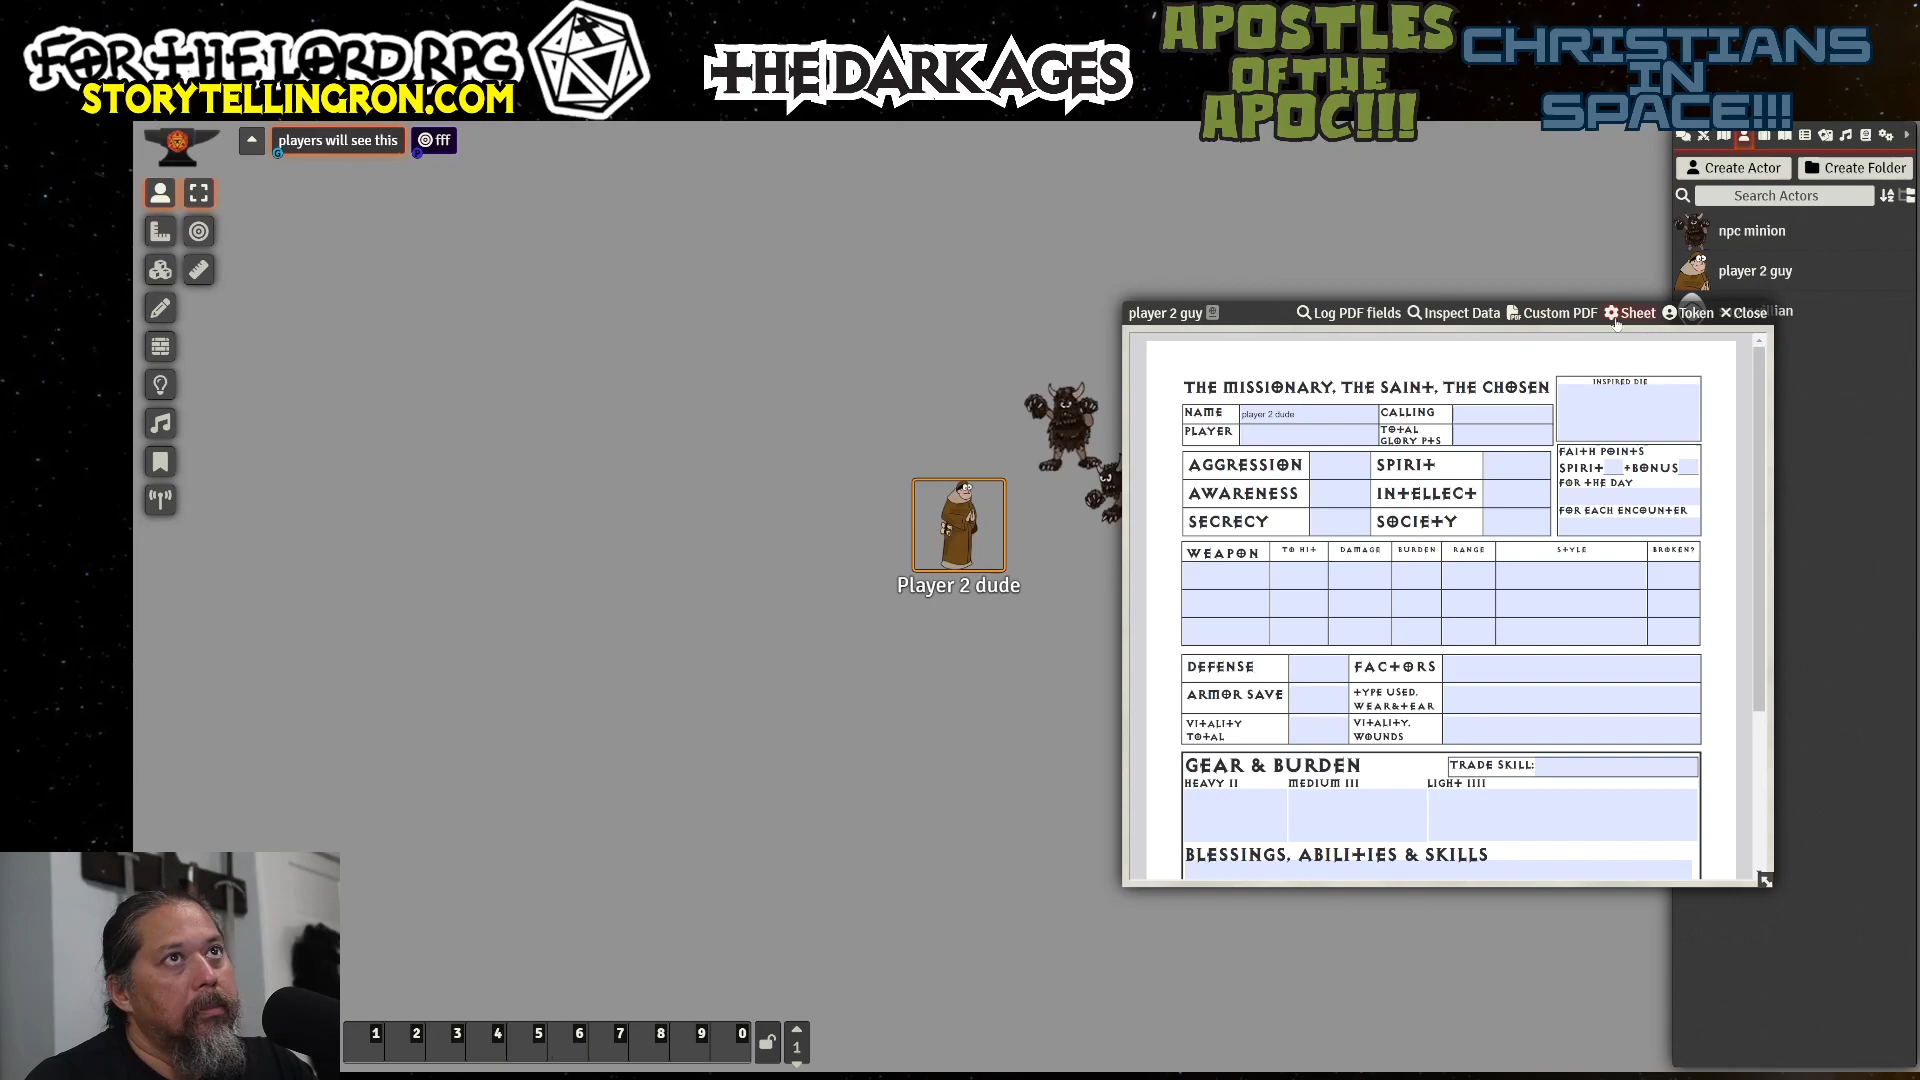 FOR THE LORD RPG
STORYTELLINGRON.COM
THE DARK AGES
APOSTLES
OF THE
APOC!!!
CHRISTIANS
IN
SPACE!!!
players will see this
fff
Create Actor
Create Folder
Search Actors
npc minion
player 2 guy
player 2 guy
Log PDF fields
Inspect Data
Custom PDF
Sheet
Token
Close
THE MISSIONARY, THE SAINT, THE CHOSEN
INSPIRED DIE
NAME
player 2 dude
CALLING
PLAYER
TOTAL
GLORY PTS
FAITH POINTS
SPIRIT +BONUS
FOR THE DAY
FOR EACH ENCOUNTER
AGGRESSION
SPIRIT
AWARENESS
INTELLECT
SECRECY
SOCIETY
WEAPON
TO HIT
DAMAGE
BURDEN
RANGE
STYLE
BROKEN?
DEFENSE
FACTORS
ARMOR SAVE
TYPE USED,
WEAR&TEAR
VITALITY
TOTAL
VITALITY,
WOUNDS
GEAR & BURDEN
TRADE SKILL:
HEAVY II
MEDIUM III
LIGHT IIII
BLESSINGS, ABILITIES & SKILLS
Player 2 dude
1 2 3 4 5 6 7 8 9 0
1